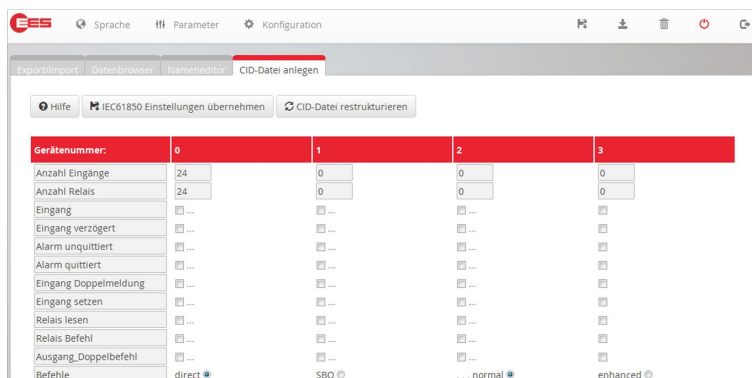 EES Sprache Parameter Konfiguration
Export/Import Datenbrowser Nameneditor CID-Datei anlegen
Hilfe IEC61850 Einstellungen übernehmen CID-Datei restrukturieren
Gerätenummer: 0 1 2 3
Anzahl Eingänge 24 0 0 0
Anzahl Relais 24 0 0 0
Eingang ... ... ...
Eingang verzögert ... ... ...
Alarm unquittiert ... ... ...
Alarm quittiert ... ... ...
Eingang Doppelmeldung ... ... ...
Eingang setzen ... ... ...
Relais lesen ... ... ...
Relais Befehl ... ... ...
Ausgang_Doppelbefehl ... ... ...
Befehle direct SBO ... normal enhanced